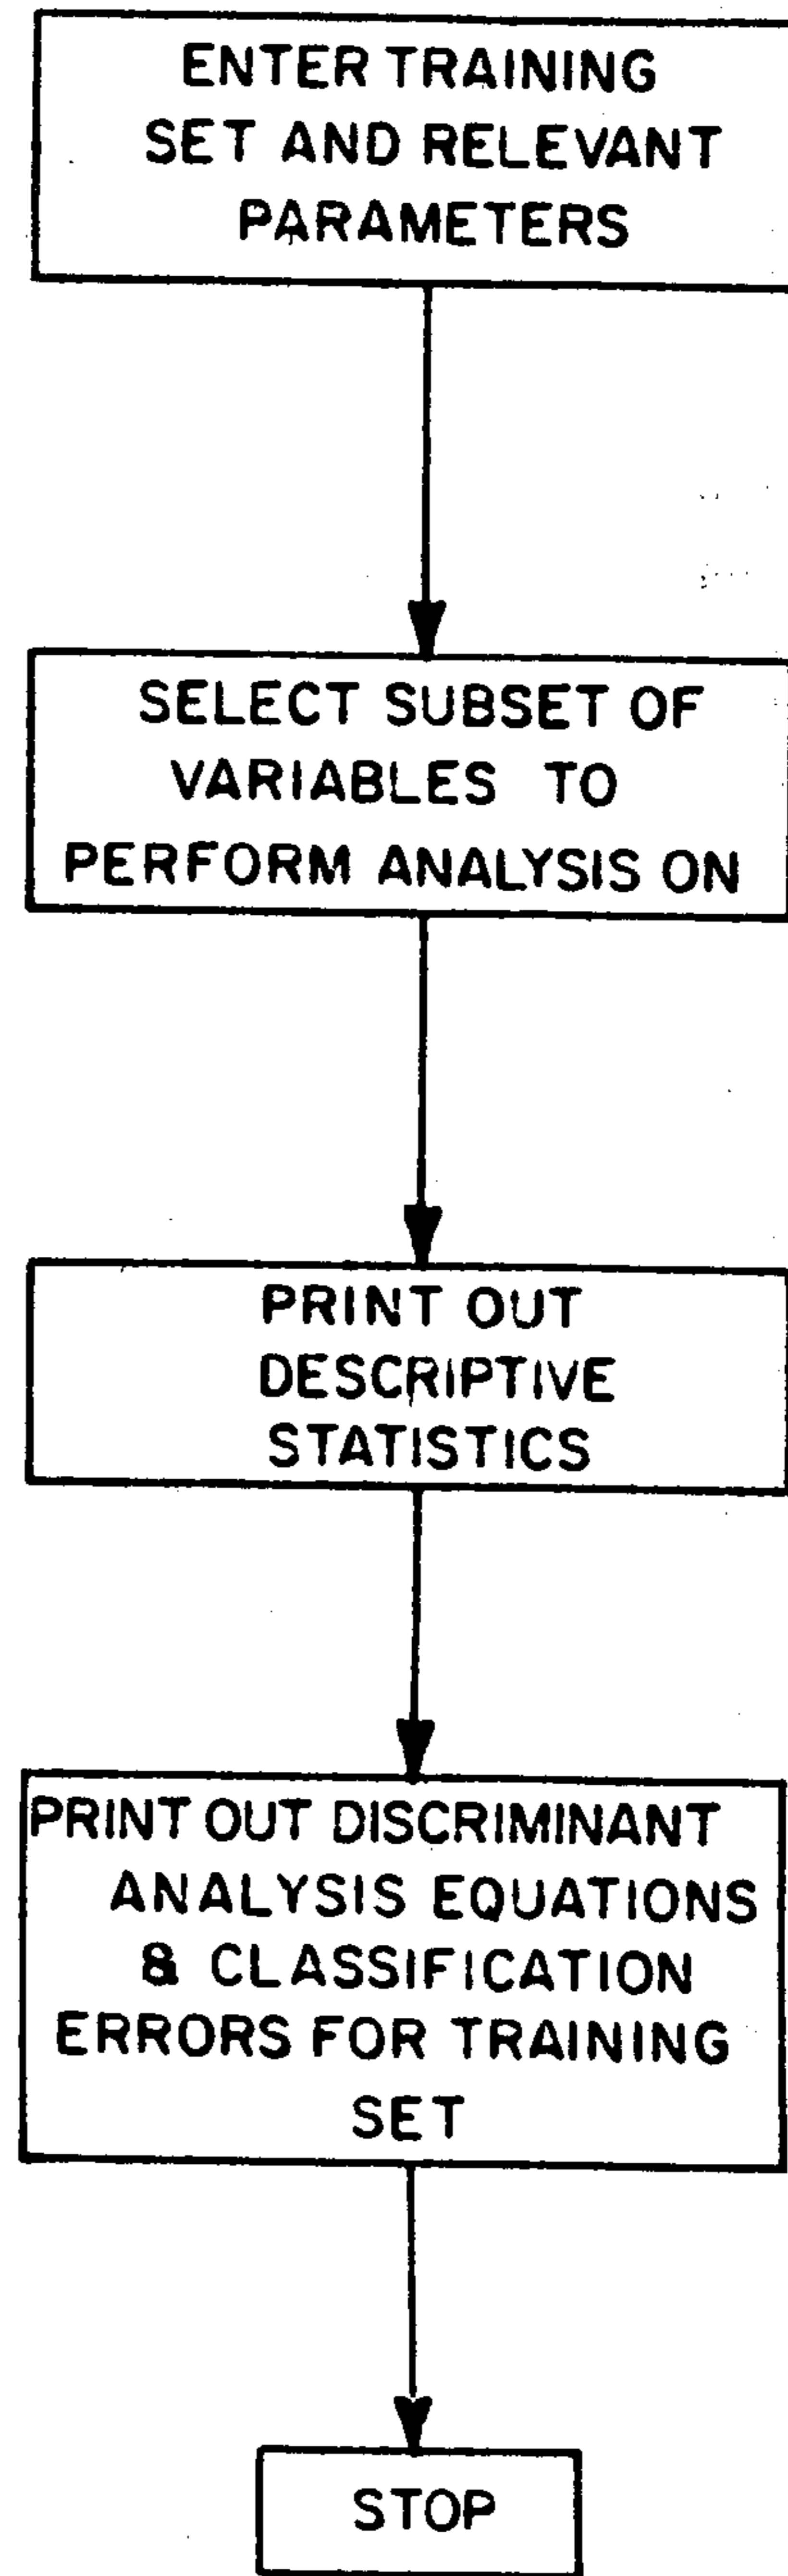 ENTER TRAINING
SET AND RELEVANT
PARAMETERS
SELECT SUBSET OF
VARIABLES TO
PERFORM ANALYSIS ON
PRINT OUT
DESCRIPTIVE
STATISTICS
PRINT OUT DISCRIMINANT
ANALYSIS EQUATIONS
& CLASSIFICATION
ERRORS FOR TRAINING
SET
STOP